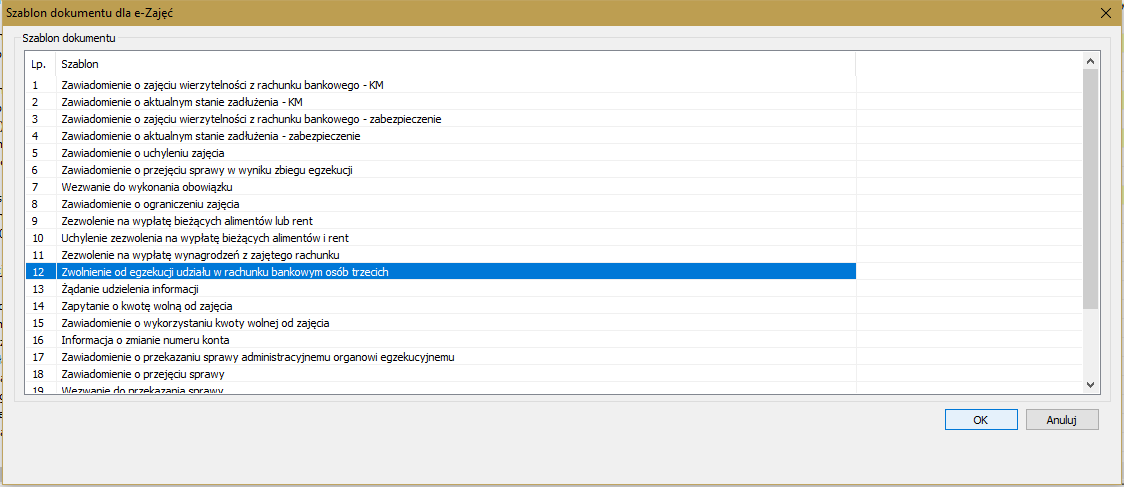 Szablon dokumentu dla e-Zajęć
Szablon dokumentu
Lp. Szablon
1 Zawiadomienie o zajęciu wierzytelności z rachunku bankowego - KM
2 Zawiadomienie o aktualnym stanie zadłużenia - KM
3 Zawiadomienie o zajęciu wierzytelności z rachunku bankowego - zabezpieczenie
4 Zawiadomienie o aktualnym stanie zadłużenia - zabezpieczenie
5 Zawiadomienie o uchyleniu zajęcia
6 Zawiadomienie o przejęciu sprawy w wyniku zbiegu egzekucji
7 Wezwanie do wykonania obowiązku
8 Zawiadomienie o ograniczeniu zajęcia
9 Zezwolenie na wypłatę bieżących alimentów lub rent
10 Uchylenie zezwolenia na wypłatę bieżących alimentów i rent
11 Zezwolenie na wypłatę wynagrodzeń z zajętego rachunku
12 Zwolnienie od egzekucji udziału w rachunku bankowym osób trzecich
13 Żądanie udzielenia informacji
14 Zapytanie o kwotę wolną od zajęcia
15 Zawiadomienie o wykorzystaniu kwoty wolnej od zajęcia
16 Informacja o zmianie numeru konta
17 Zawiadomienie o przekazaniu sprawy administracyjnemu organowi egzekucyjnemu
18 Zawiadomienie o przejęciu sprawy
19 Wezwanie do przekazania sprawy
OK Anuluj